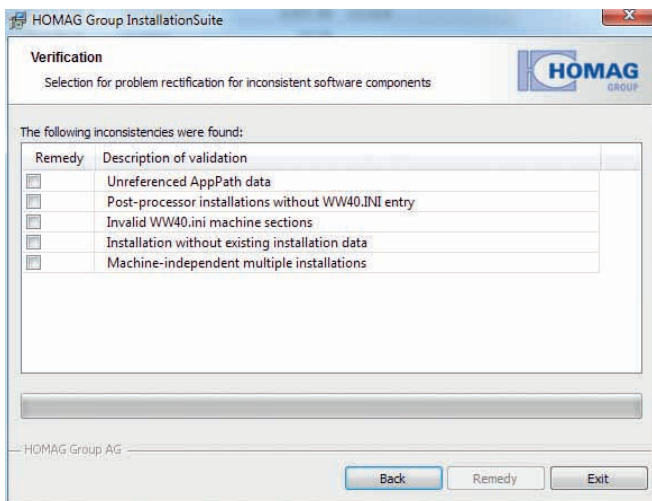 HOMAG Group InstallationSuite
Verification
Selection for problem rectification for inconsistent software components
HOMAG
GROUP
The following inconsistencies were found:
Remedy Description of validation
Unreferenced AppPath data
Post-processor installations without WW40.INI entry
Invalid WW40.ini machine sections
Installation without existing installation data
Machine-independent multiple installations
HOMAG Group AG
Back Remedy Exit